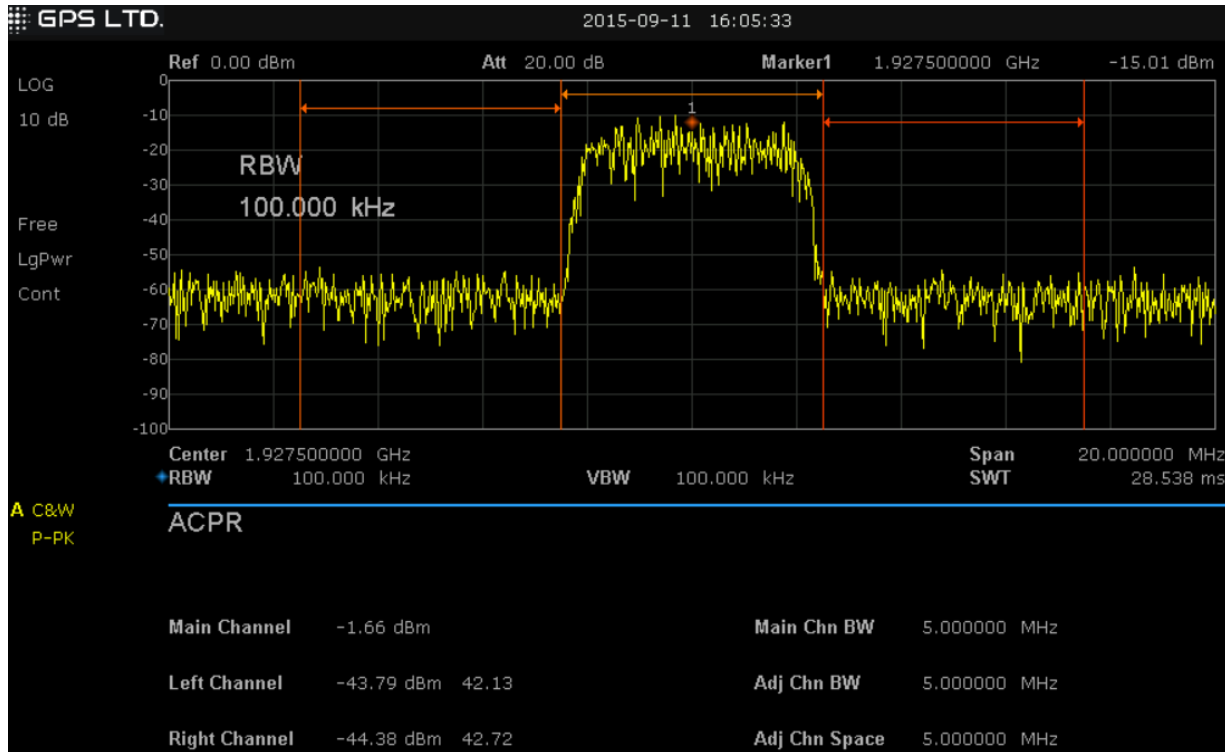 GPS LTD. 2015-09-11 16:05:33
Ref 0.00 dBm Att 20.00 dB Marker1 1.927500000 GHz -15.01 dBm
LOG
10 dB
Free
LgPwr
Cont
0
-10
-20
-30
-40
-50
-60
-70
-80
-90
-100
1
RBW
100.000 kHz
Center 1.927500000 GHz Span 20.000000 MHz
RBW 100.000 kHz VBW 100.000 kHz SWT 28.538 ms
A C&W
P-PK
ACPR
Main Channel -1.66 dBm Main Chn BW 5.000000 MHz
Left Channel -43.79 dBm 42.13 Adj Chn BW 5.000000 MHz
Right Channel -44.38 dBm 42.72 Adj Chn Space 5.000000 MHz